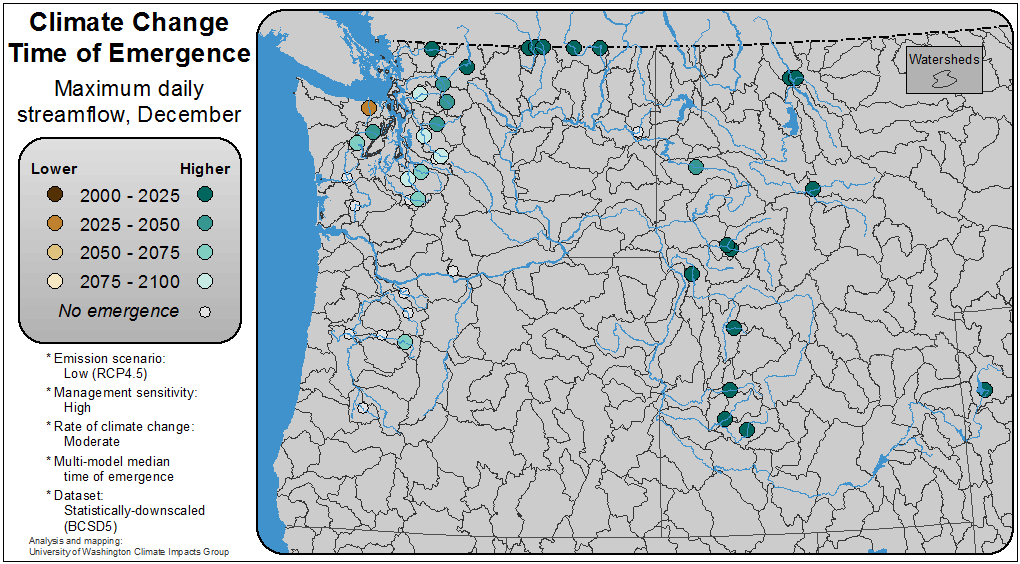 Climate Change
Time of Emergence
Maximum daily
streamflow, December
Lower Higher
2000 - 2025
2025 - 2050
2050 - 2075
2075 - 2100
No emergence
* Emission scenario:
Low (RCP4.5)
* Management sensitivity:
High
* Rate of climate change:
Moderate
* Multi-model median
time of emergence
* Dataset:
Statistically-downscaled
(BCSD5)
Analysis and mapping:
University of Washington Climate Impacts Group
Watersheds